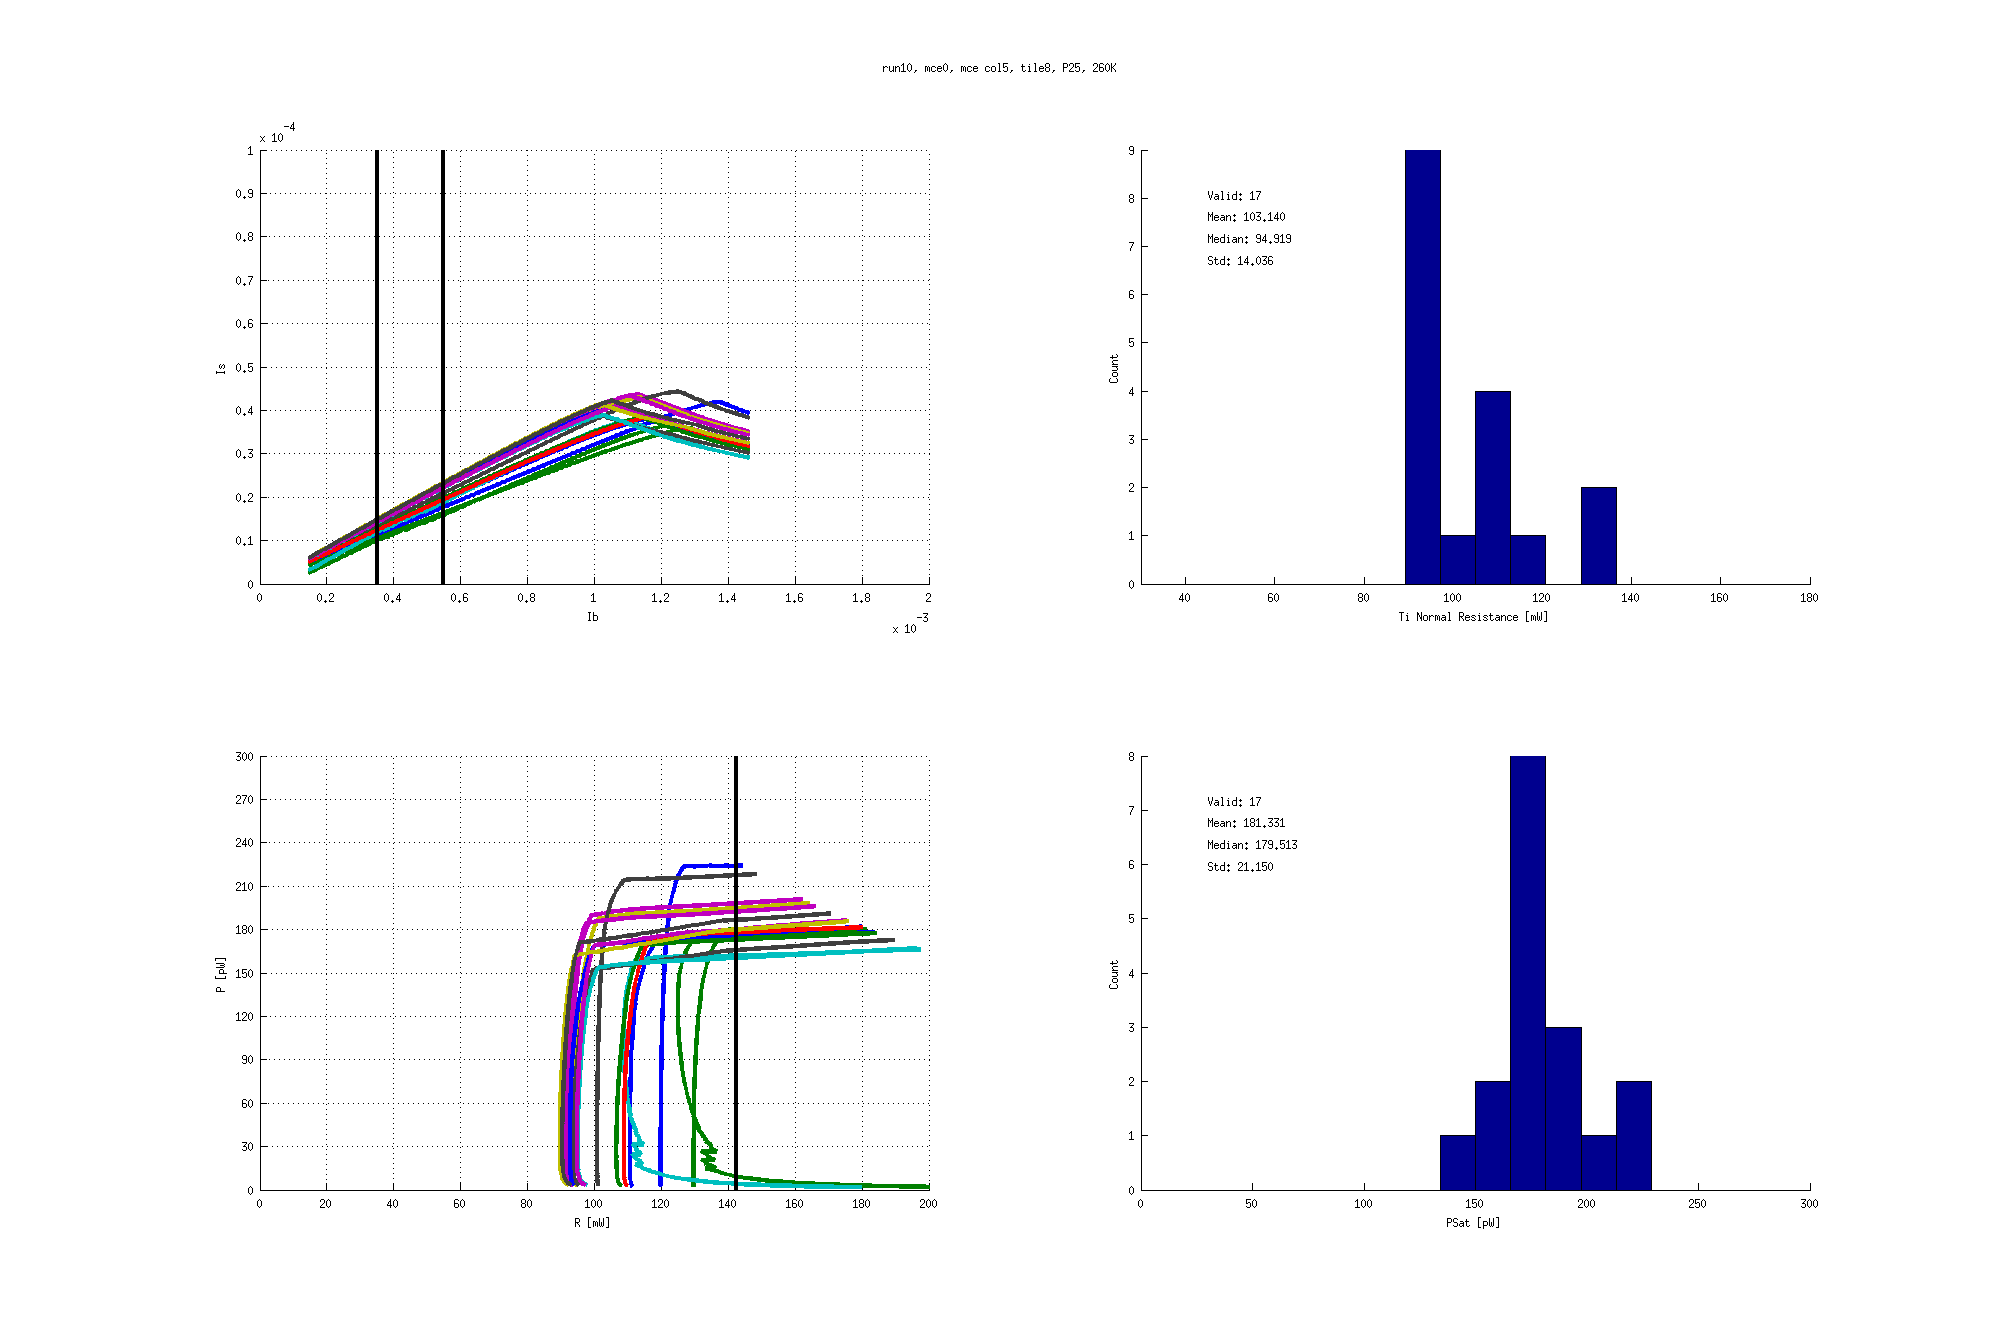 run10, mce0, mce col5, tile8, P25, 260K
x 10^-4
1
0.9
0.8
0.7
0.6
0.5
0.4
0.3
0.2
0.1
0
Is
0 0.2 0.4 0.6 0.8 1 1.2 1.4 1.6 1.8 2
Ib
x 10^-3
9
8
7
6
5
4
3
2
1
0
Count
Valid: 17
Mean: 103.140
Median: 94.919
Std: 14.036
40 60 80 100 120 140 160 180
Ti Normal Resistance [mW]
300
270
240
210
180
150
120
90
60
30
0
P [pW]
0 20 40 60 80 100 120 140 160 180 200
R [mW]
8
7
6
5
4
3
2
1
0
Count
Valid: 17
Mean: 181.331
Median: 179.513
Std: 21.150
0 50 100 150 200 250 300
PSat [pW]